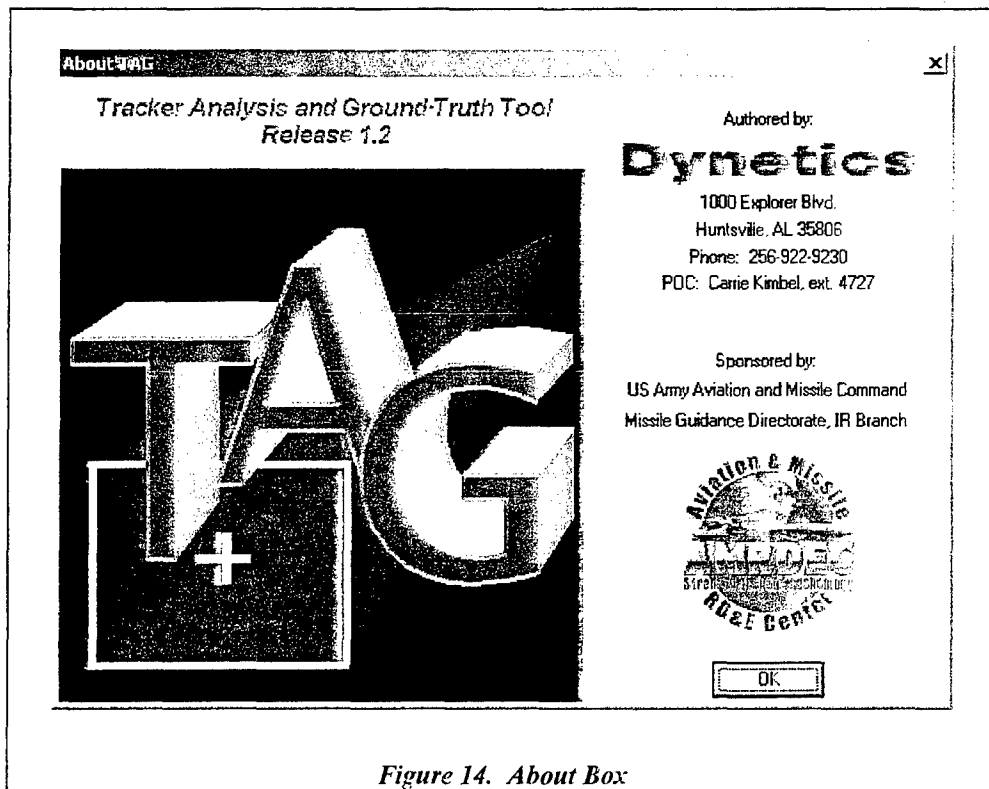 About TAG
Tracker Analysis and Ground-Truth Tool
Release 1.2
TAG
Authored by:
Dynetics
1000 Explorer Blvd.
Huntsville, AL 35806
Phone: 256-922-9230
POC: Carrie Kimbel, ext. 4727
Sponsored by:
US Army Aviation and Missile Command
Missile Guidance Directorate, IR Branch
Aviation & Missile
AMRDEC
RD&E Center
OK
Figure 14. About Box